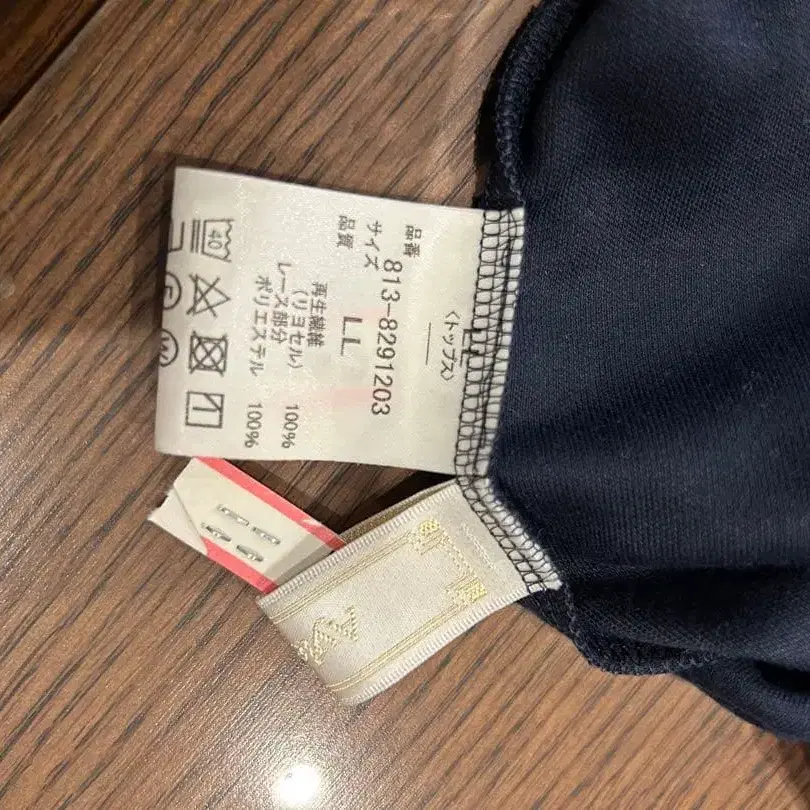 〈トップス〉
品番 813-8291203
サイズ LL
品質
再生繊維
(リヨセル) 100%
レース部分
ポリエステル 100%
40
F
W